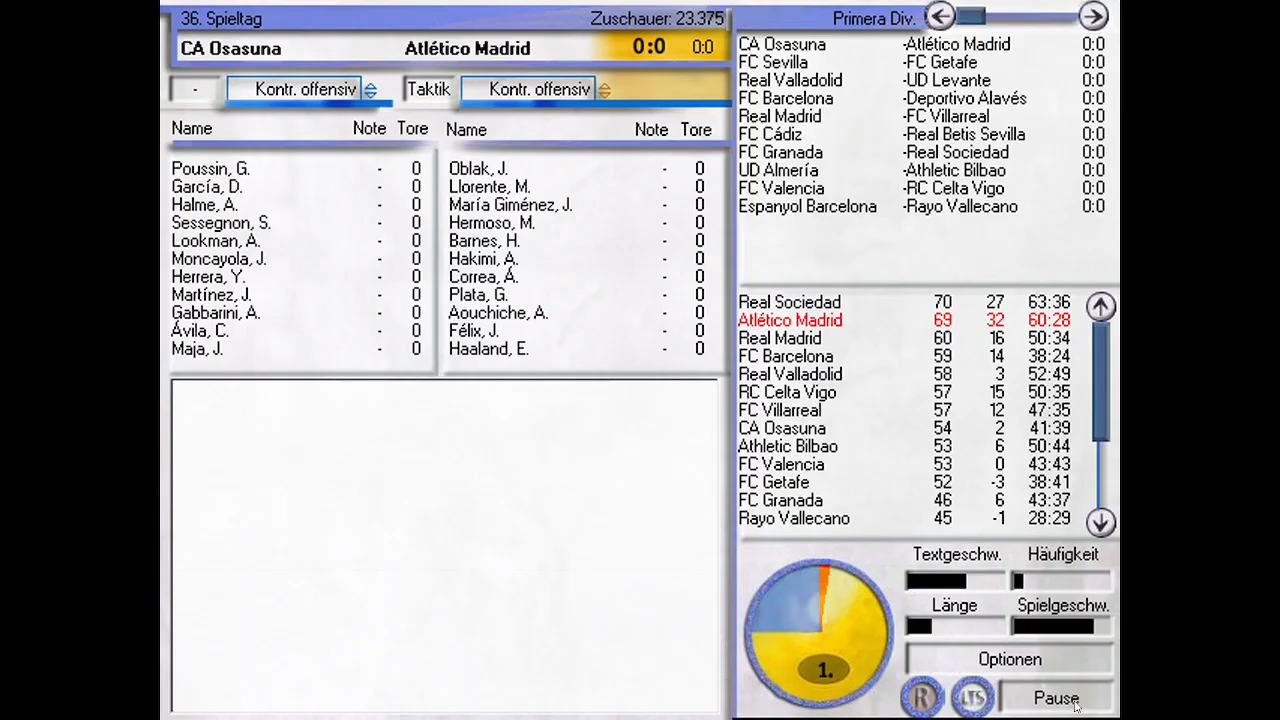 36. Spieltag Zuschauer: 23.375
CA Osasuna Atlético Madrid 0:0 0:0
- Kontr. offensiv Taktik Kontr. offensiv
Name Note Tore Name Note Tore
Poussin, G. - 0 Oblak, J. - 0
García, D. - 0 Llorente, M. - 0
Halme, A. - 0 María Giménez, J. - 0
Sessegnon, S. - 0 Hermoso, M. - 0
Lookman, A. - 0 Barnes, H. - 0
Moncayola, J. - 0 Hakimi, A. - 0
Herrera, Y. - 0 Correa, Á. - 0
Martínez, J. - 0 Plata, G. - 0
Gabbarini, A. - 0 Aouchiche, A. - 0
Ávila, C. - 0 Félix, J. - 0
Maja, J. - 0 Haaland, E. - 0
Primera Div.
CA Osasuna -Atlético Madrid 0:0
FC Sevilla -FC Getafe 0:0
Real Valladolid -UD Levante 0:0
FC Barcelona -Deportivo Alavés 0:0
Real Madrid -FC Villarreal 0:0
FC Cádiz -Real Betis Sevilla 0:0
FC Granada -Real Sociedad 0:0
UD Almería -Athletic Bilbao 0:0
FC Valencia -RC Celta Vigo 0:0
Espanyol Barcelona -Rayo Vallecano 0:0
Real Sociedad 70 27 63:36
Atlético Madrid 69 32 60:28
Real Madrid 60 16 50:34
FC Barcelona 59 14 38:24
Real Valladolid 58 3 52:49
RC Celta Vigo 57 15 50:35
FC Villarreal 57 12 47:35
CA Osasuna 54 2 41:39
Athletic Bilbao 53 6 50:44
FC Valencia 53 0 43:43
FC Getafe 52 -3 38:41
FC Granada 46 6 43:37
Rayo Vallecano 45 -1 28:29
Textgeschw. Häufigkeit
Länge Spielgeschw.
Optionen
1.
R LTS Pause